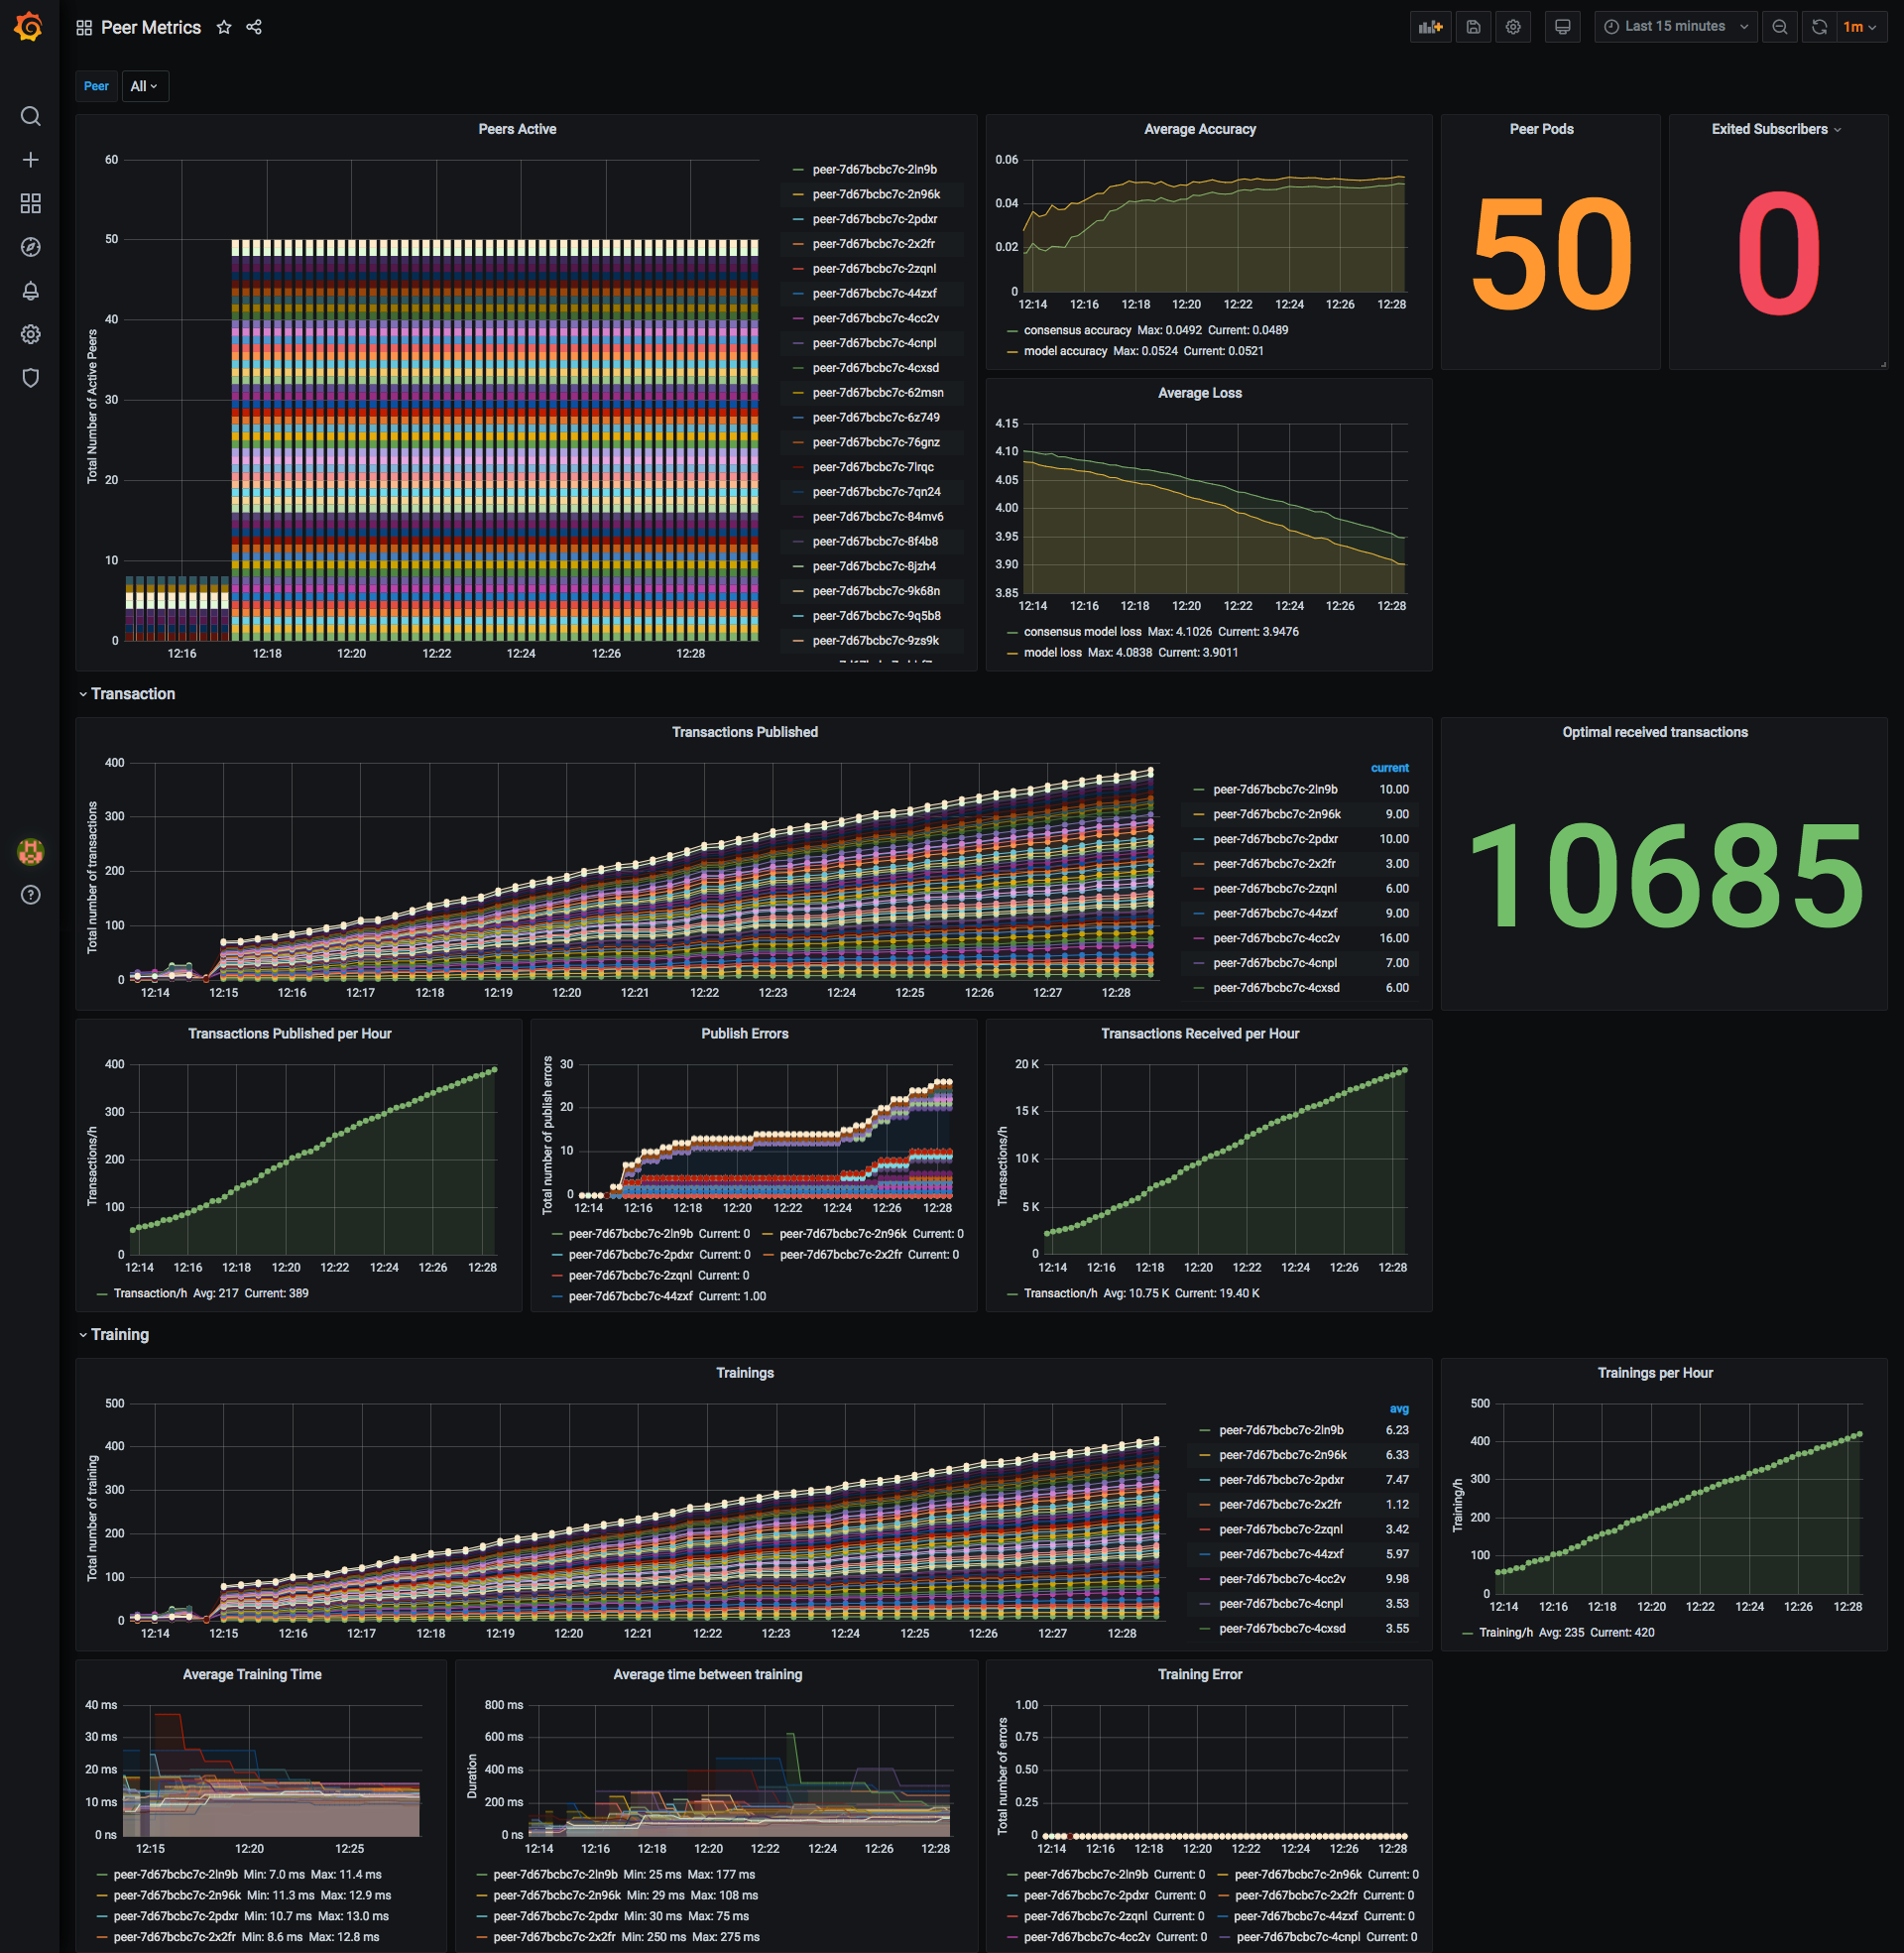 Peer Metrics
Last 15 minutes
1m
Peer
All
Peers Active
Total Number of Active Peers
60
50
40
30
20
10
0
12:16 12:18 12:20 12:22 12:24 12:26 12:28
peer-7d67bcbc7c-2ln9b
peer-7d67bcbc7c-2n96k
peer-7d67bcbc7c-2pdxr
peer-7d67bcbc7c-2x2fr
peer-7d67bcbc7c-2zqnl
peer-7d67bcbc7c-44zxf
peer-7d67bcbc7c-4cc2v
peer-7d67bcbc7c-4cnpl
peer-7d67bcbc7c-4cxsd
peer-7d67bcbc7c-62msn
peer-7d67bcbc7c-6z749
peer-7d67bcbc7c-76gnz
peer-7d67bcbc7c-7lrqc
peer-7d67bcbc7c-7qn24
peer-7d67bcbc7c-84mv6
peer-7d67bcbc7c-8f4b8
peer-7d67bcbc7c-8jzh4
peer-7d67bcbc7c-9k68n
peer-7d67bcbc7c-9q5b8
peer-7d67bcbc7c-9zs9k
Average Accuracy
0.06
0.04
0.02
0
12:14 12:16 12:18 12:20 12:22 12:24 12:26 12:28
consensus accuracy Max: 0.0492 Current: 0.0489
model accuracy Max: 0.0524 Current: 0.0521
Peer Pods
50
Exited Subscribers
0
Average Loss
4.15
4.10
4.05
4.00
3.95
3.90
3.85
12:14 12:16 12:18 12:20 12:22 12:24 12:26 12:28
consensus model loss Max: 4.1026 Current: 3.9476
model loss Max: 4.0838 Current: 3.9011
Transaction
Transactions Published
Total number of transactions
400
300
200
100
0
12:14 12:15 12:16 12:17 12:18 12:19 12:20 12:21 12:22 12:23 12:24 12:25 12:26 12:27 12:28
current
peer-7d67bcbc7c-2ln9b 10.00
peer-7d67bcbc7c-2n96k 9.00
peer-7d67bcbc7c-2pdxr 10.00
peer-7d67bcbc7c-2x2fr 3.00
peer-7d67bcbc7c-2zqnl 6.00
peer-7d67bcbc7c-44zxf 9.00
peer-7d67bcbc7c-4cc2v 16.00
peer-7d67bcbc7c-4cnpl 7.00
peer-7d67bcbc7c-4cxsd 6.00
Optimal received transactions
10685
Transactions Published per Hour
Transactions/h
400
300
200
100
0
12:14 12:16 12:18 12:20 12:22 12:24 12:26 12:28
Transaction/h Avg: 217 Current: 389
Publish Errors
Total number of publish errors
30
20
10
0
12:14 12:16 12:18 12:20 12:22 12:24 12:26 12:28
peer-7d67bcbc7c-2ln9b Current: 0 peer-7d67bcbc7c-2n96k Current: 0
peer-7d67bcbc7c-2pdxr Current: 0 peer-7d67bcbc7c-2x2fr Current: 0
peer-7d67bcbc7c-2zqnl Current: 0
peer-7d67bcbc7c-44zxf Current: 1.00
Transactions Received per Hour
Transactions/h
20 K
15 K
10 K
5 K
0
12:14 12:16 12:18 12:20 12:22 12:24 12:26 12:28
Transaction/h Avg: 10.75 K Current: 19.40 K
Training
Trainings
Total number of training
500
400
300
200
100
0
12:14 12:15 12:16 12:17 12:18 12:19 12:20 12:21 12:22 12:23 12:24 12:25 12:26 12:27 12:28
avg
peer-7d67bcbc7c-2ln9b 6.23
peer-7d67bcbc7c-2n96k 6.33
peer-7d67bcbc7c-2pdxr 7.47
peer-7d67bcbc7c-2x2fr 1.12
peer-7d67bcbc7c-2zqnl 3.42
peer-7d67bcbc7c-44zxf 5.97
peer-7d67bcbc7c-4cc2v 9.98
peer-7d67bcbc7c-4cnpl 3.53
peer-7d67bcbc7c-4cxsd 3.55
Trainings per Hour
Training/h
500
400
300
200
100
0
12:14 12:16 12:18 12:20 12:22 12:24 12:26 12:28
Training/h Avg: 235 Current: 420
Average Training Time
40 ms
30 ms
20 ms
10 ms
0 ns
12:15 12:20 12:25
peer-7d67bcbc7c-2ln9b Min: 7.0 ms Max: 11.4 ms
peer-7d67bcbc7c-2n96k Min: 11.3 ms Max: 12.9 ms
peer-7d67bcbc7c-2pdxr Min: 10.7 ms Max: 13.0 ms
peer-7d67bcbc7c-2x2fr Min: 8.6 ms Max: 12.8 ms
Average time between training
Duration
800 ms
600 ms
400 ms
200 ms
0 ns
12:14 12:16 12:18 12:20 12:22 12:24 12:26 12:28
peer-7d67bcbc7c-2ln9b Min: 25 ms Max: 177 ms
peer-7d67bcbc7c-2n96k Min: 29 ms Max: 108 ms
peer-7d67bcbc7c-2pdxr Min: 30 ms Max: 75 ms
peer-7d67bcbc7c-2x2fr Min: 250 ms Max: 275 ms
Training Error
Total number of errors
1.00
0.75
0.50
0.25
0
12:14 12:16 12:18 12:20 12:22 12:24 12:26 12:28
peer-7d67bcbc7c-2ln9b Current: 0 peer-7d67bcbc7c-2n96k Current: 0
peer-7d67bcbc7c-2pdxr Current: 0 peer-7d67bcbc7c-2x2fr Current: 0
peer-7d67bcbc7c-2zqnl Current: 0 peer-7d67bcbc7c-44zxf Current: 0
peer-7d67bcbc7c-4cc2v Current: 0 peer-7d67bcbc7c-4cnpl Current: 0